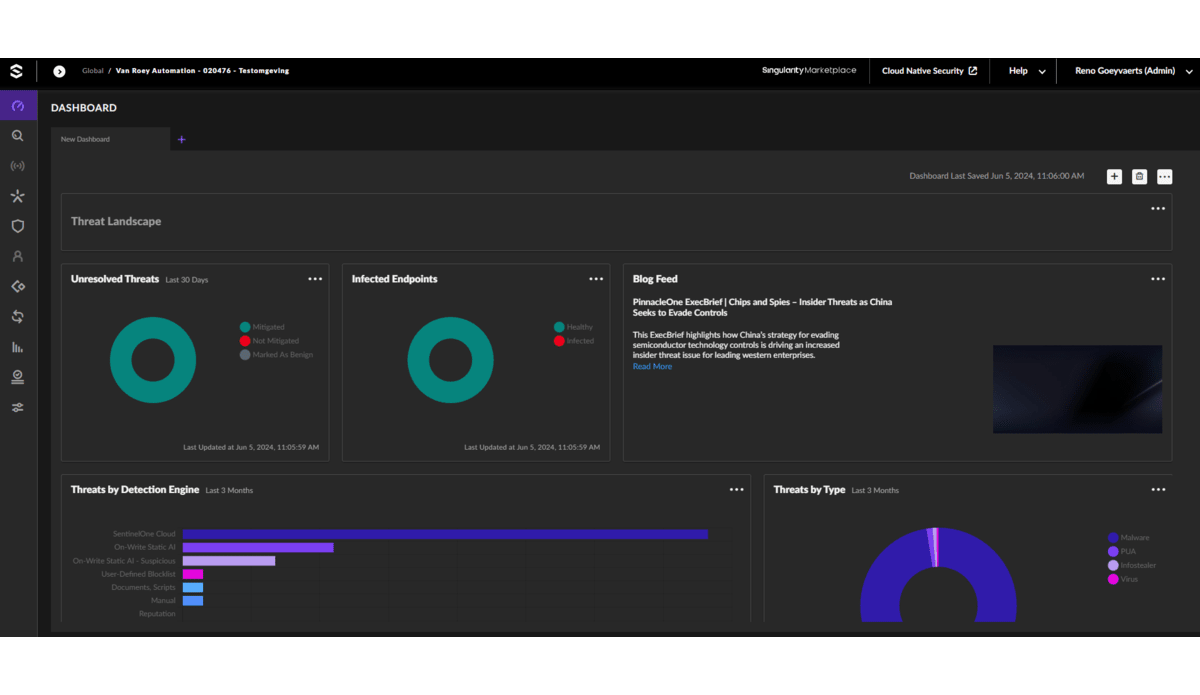 Global / Van Roey Automation - 020476 - Testomgeving
SingularityMarketplace
Cloud Native Security
Help
Reno Goeyvaerts (Admin)
DASHBOARD
New Dashboard
Dashboard Last Saved Jun 5, 2024, 11:06:00 AM
Threat Landscape
Unresolved Threats Last 30 Days
Mitigated
Not Mitigated
Marked As Benign
Last Updated at Jun 5, 2024, 11:05:59 AM
Infected Endpoints
Healthy
Infected
Last Updated at Jun 5, 2024, 11:05:59 AM
Blog Feed
PinnacleOne ExecBrief | Chips and Spies – Insider Threats as China
Seeks to Evade Controls
This ExecBrief highlights how China's strategy for evading
semiconductor technology controls is driving an increased
insider threat issue for leading western enterprises.
Read More
Threats by Detection Engine Last 3 Months
SentinelOne Cloud
On-Write Static AI
On-Write Static AI - Suspicious
User-Defined Blocklist
Documents, Scripts
Manual
Reputation
Threats by Type Last 3 Months
Malware
PUA
Infostealer
Virus